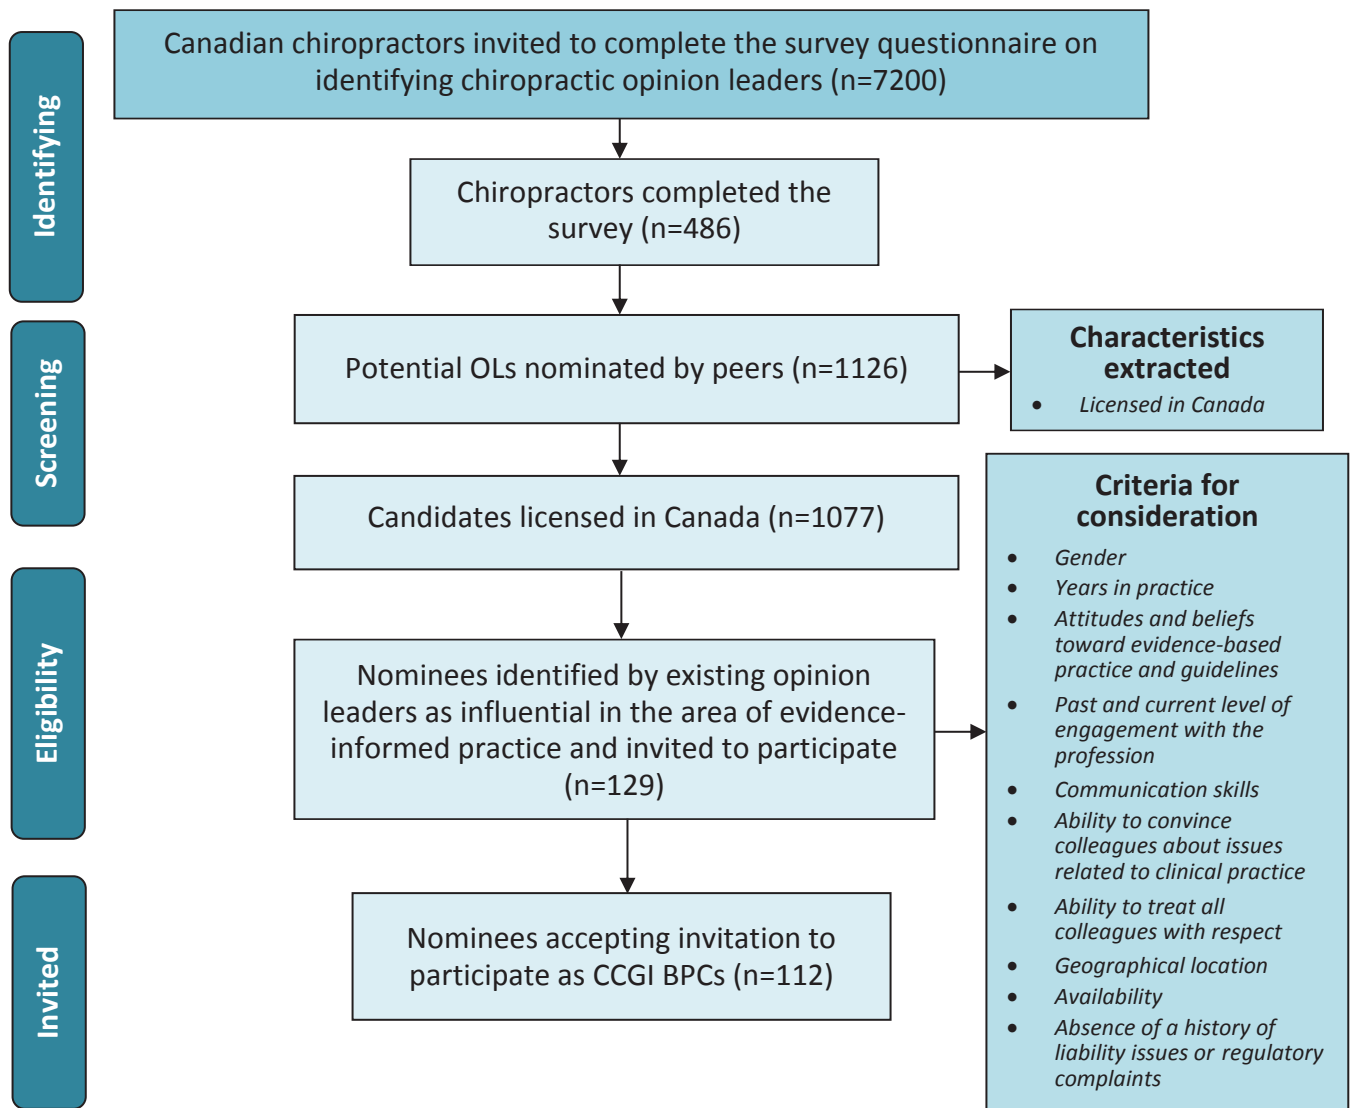 Identifying
Canadian chiropractors invited to complete the survey questionnaire on
identifying chiropractic opinion leaders (n=7200)
Chiropractors completed the
survey (n=486)
Screening
Potential OLs nominated by peers (n=1126)
Characteristics
extracted
• Licensed in Canada
Candidates licensed in Canada (n=1077)
Eligibility
Nominees identified by existing opinion
leaders as influential in the area of evidence-
informed practice and invited to participate
(n=129)
Criteria for
consideration
• Gender
• Years in practice
• Attitudes and beliefs
toward evidence-based
practice and guidelines
• Past and current level of
engagement with the
profession
• Communication skills
• Ability to convince
colleagues about issues
related to clinical practice
• Ability to treat all
colleagues with respect
• Geographical location
• Availability
• Absence of a history of
liability issues or regulatory
complaints
Invited
Nominees accepting invitation to
participate as CCGI BPCs (n=112)